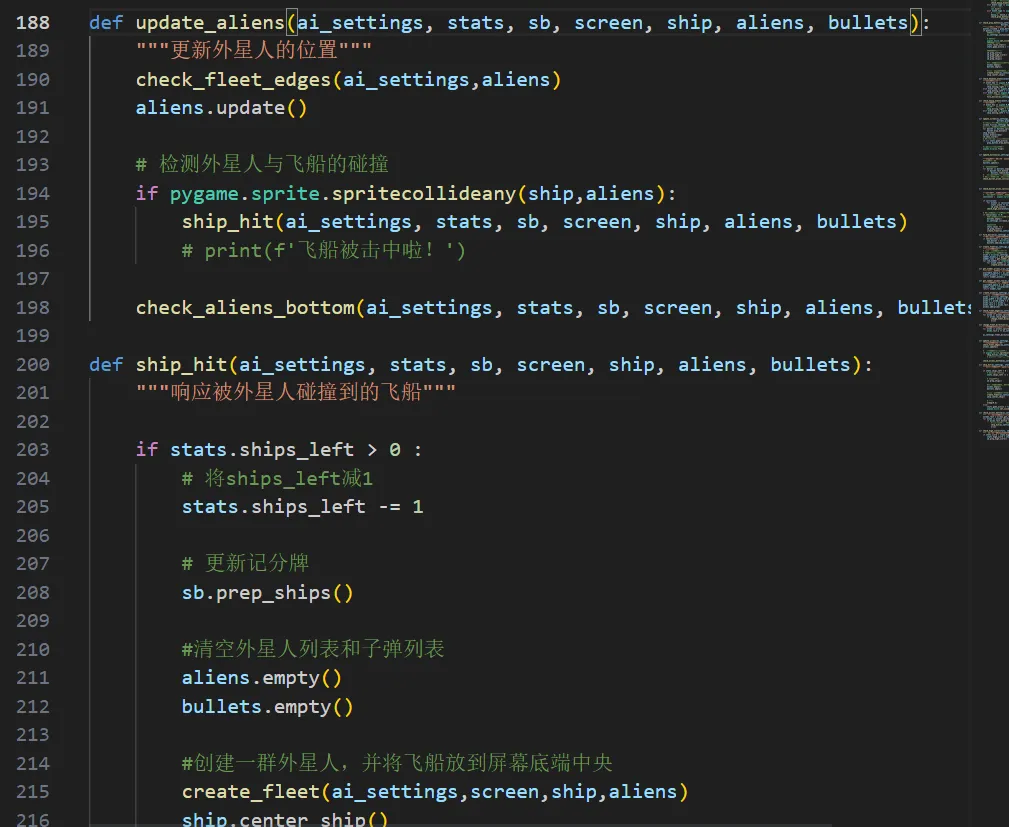 188 def update_aliens(ai_settings, stats, sb, screen, ship, aliens, bullets):
189 """更新外星人的位置"""
190 check_fleet_edges(ai_settings,aliens)
191 aliens.update()
192
193 # 检测外星人与飞船的碰撞
194 if pygame.sprite.spritecollideany(ship,aliens):
195 ship_hit(ai_settings, stats, sb, screen, ship, aliens, bullets)
196 # print(f'飞船被击中啦！')
197
198 check_aliens_bottom(ai_settings, stats, sb, screen, ship, aliens, bullets
199
200 def ship_hit(ai_settings, stats, sb, screen, ship, aliens, bullets):
201 """响应被外星人碰撞到的飞船"""
202
203 if stats.ships_left > 0 :
204 # 将ships_left减1
205 stats.ships_left -= 1
206
207 # 更新记分牌
208 sb.prep_ships()
209
210 #清空外星人列表和子弹列表
211 aliens.empty()
212 bullets.empty()
213
214 #创建一群外星人，并将飞船放到屏幕底端中央
215 create_fleet(ai_settings,screen,ship,aliens)
216 ship.center_ship()